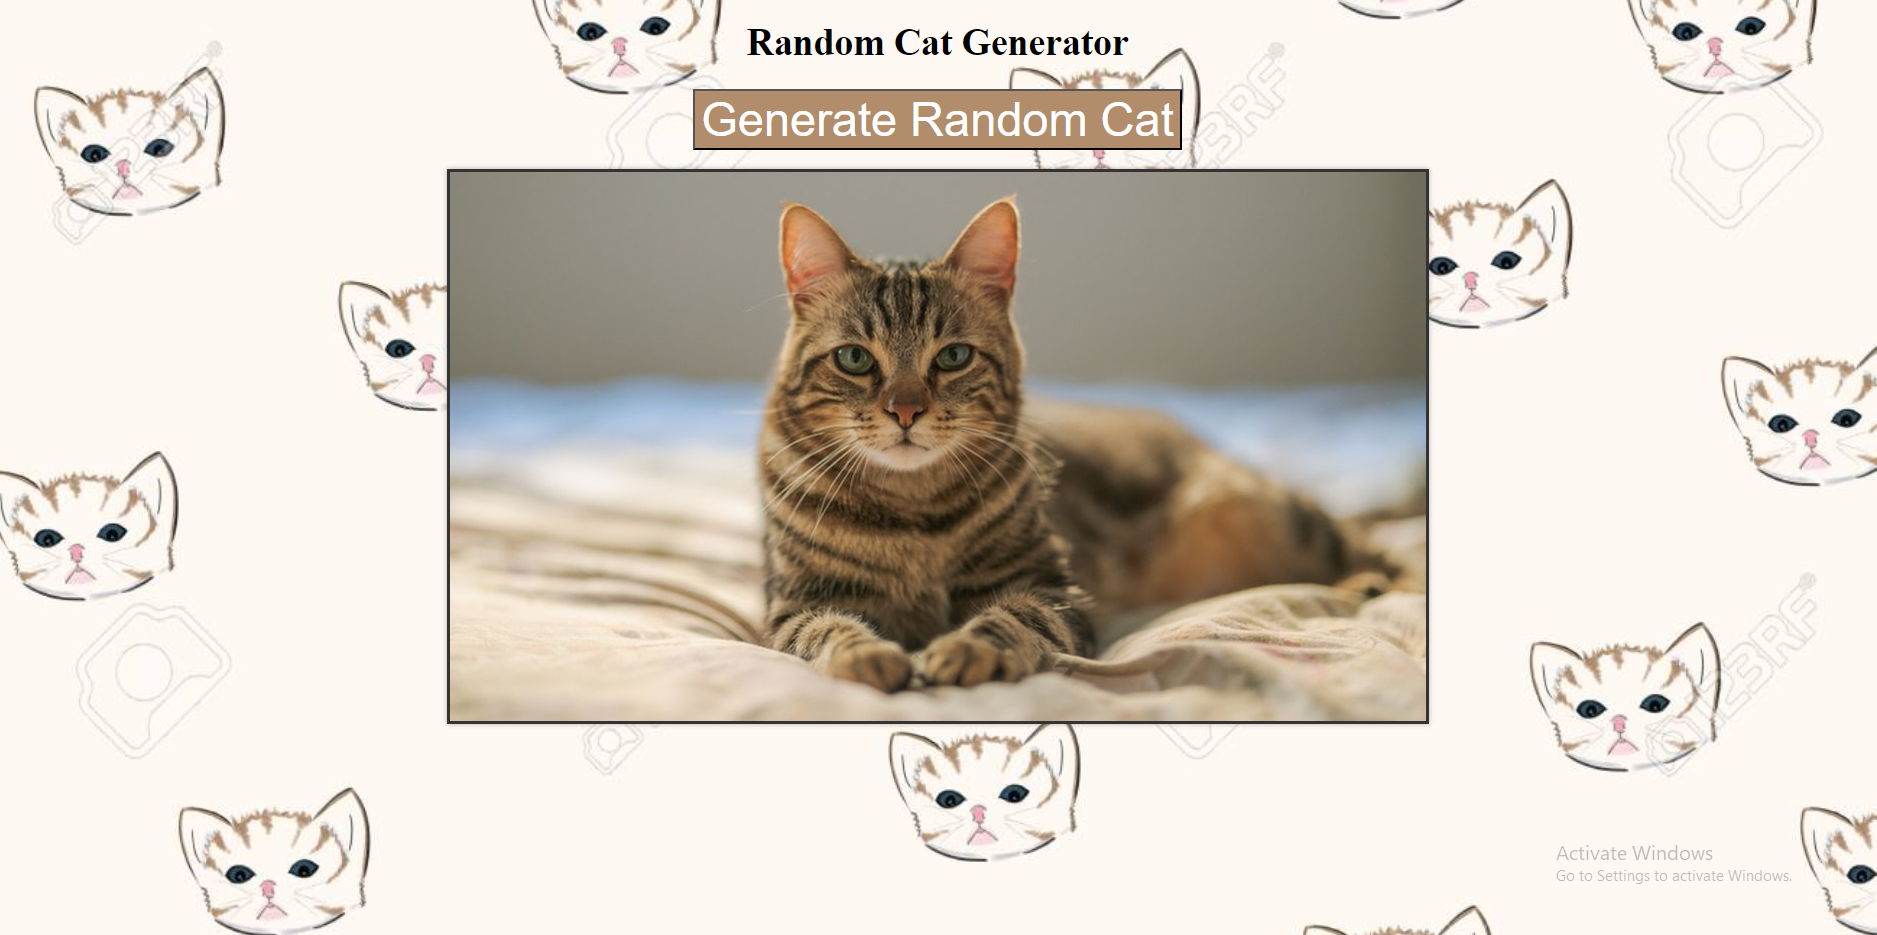 Random Cat Generator
Generate Random Cat
123RF
123RF
123RF
Activate Windows
Go to Settings to activate Windows.